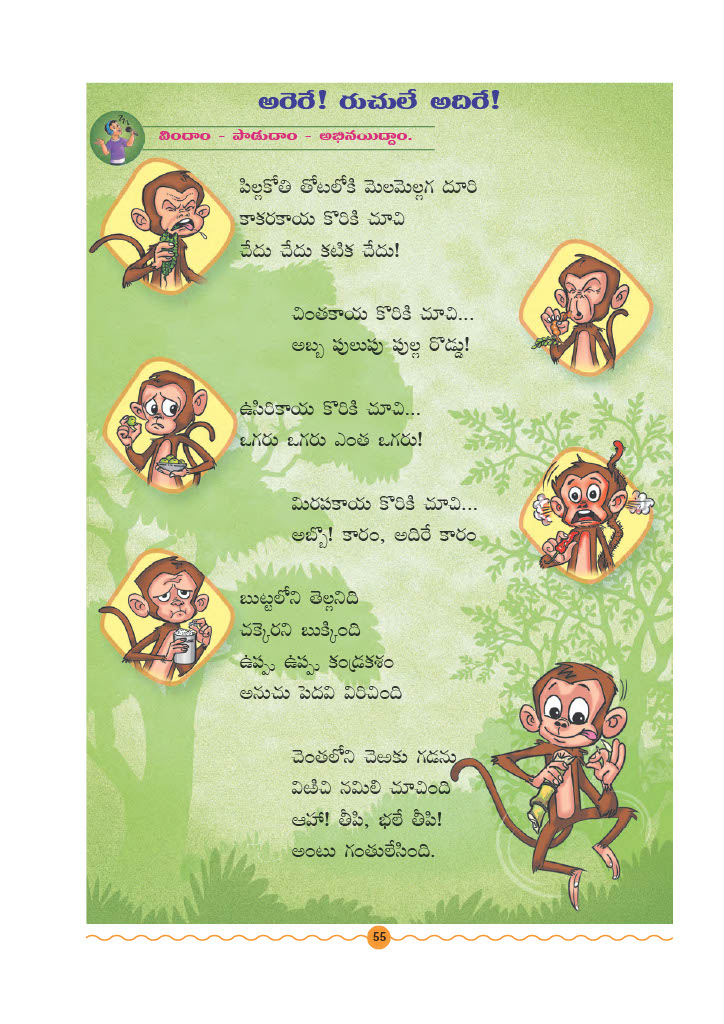 అరెరే! రుచులే అదిరే!
విందాం - పాడుదాం - అభినయిద్దాం.
పిల్లకోతి తోటలోకి మెలమెల్లగ దూరి
కాకరకాయ కొరికి చూచి
చేదు చేదు కటిక చేదు!
చింతకాయ కొరికి చూచి...
అబ్బ పులుపు పుల్ల రొడ్డు!
ఉసిరికాయ కొరికి చూచి...
ఒగరు ఒగరు ఎంత ఒగరు!
మిరపకాయ కొరికి చూచి...
అబ్బొ! కారం, అదిరే కారం
బుట్టలోని తెల్లనిది
చక్కెరని బుక్కింది
ఉప్పు ఉప్పు కండ్రకశం
అనుచు పెదవి విరిచింది
చెంతలోని చెఱకు గడను
విఱిచి నమిలి చూచింది
ఆహా! తీపి, భలే తీపి!
అంటు గంతులేసింది.
55